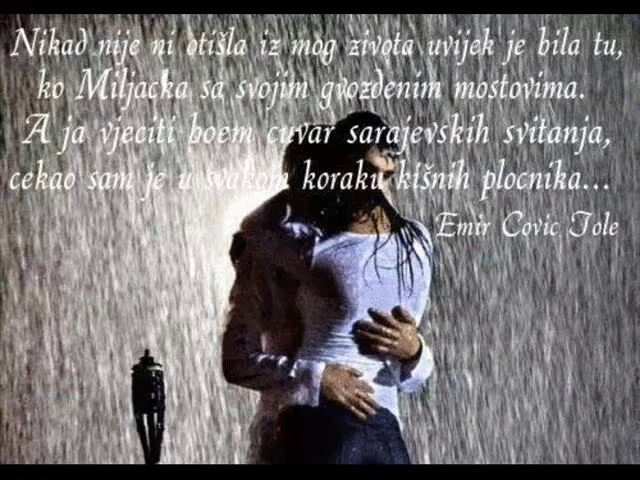 Nikad nije ni otišla iz mog zivota uvijek je bila tu,
ko Miljacka sa svojim gvozdenim mostovima.
A ja vjeciti boem cuvar sarajevskih svitanja,
cekao sam je u svakom koraku kišnih plocnika...
Emir Covic Tole